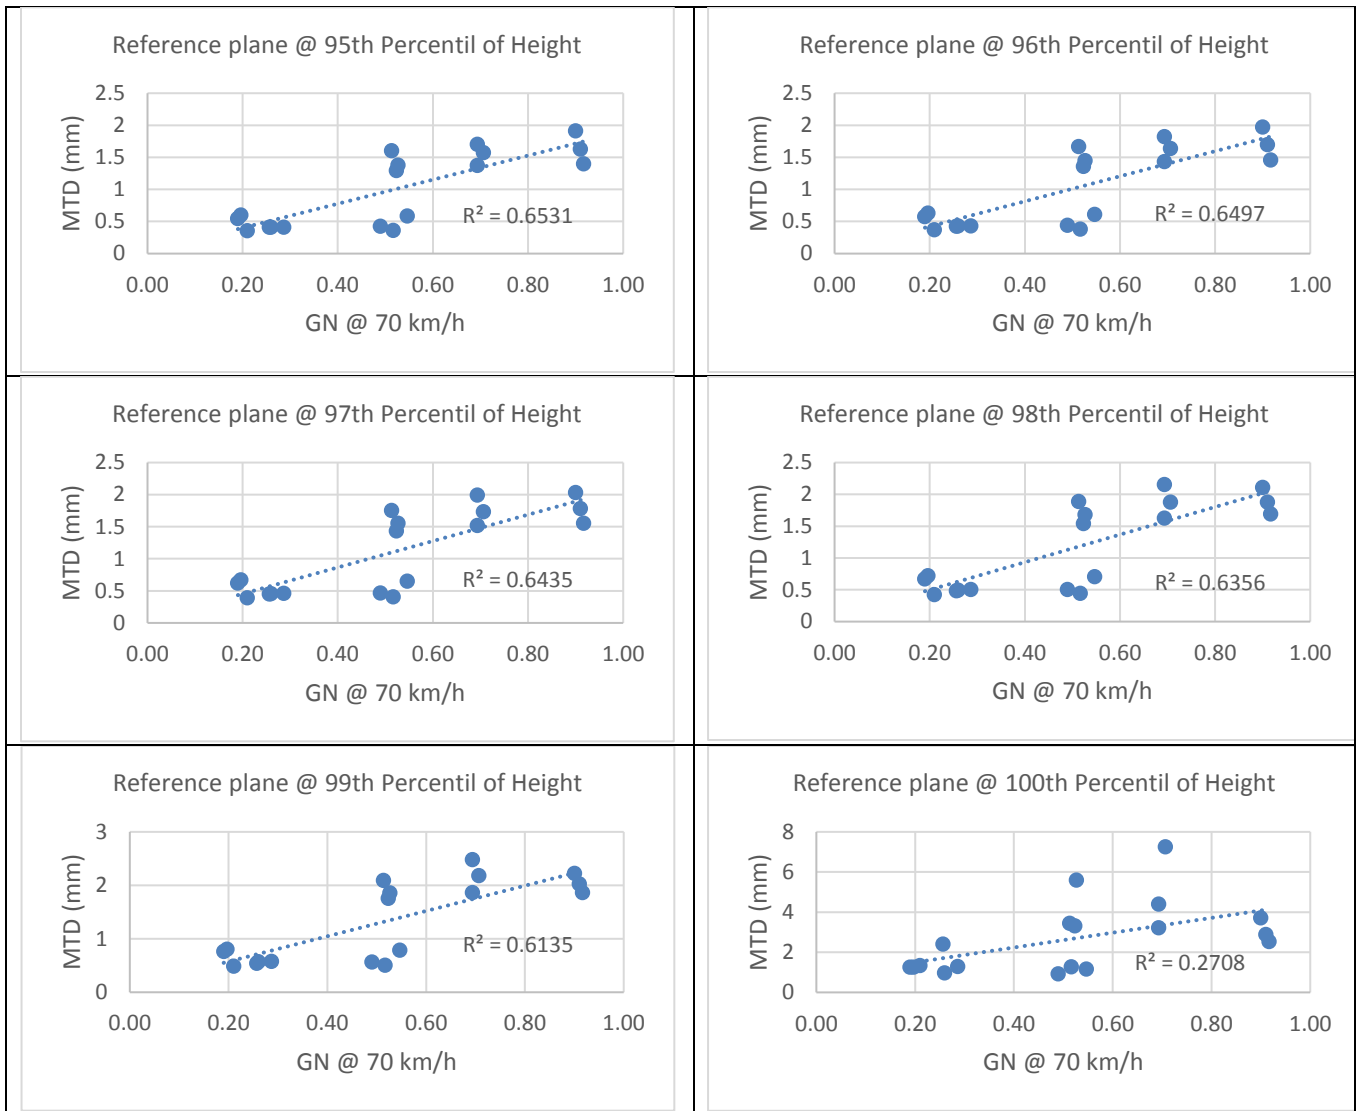 Reference plane @ 95th Percentil of Height
2.5
2
1.5
1
0.5
0
MTD (mm)
R² = 0.6531
0.00 0.20 0.40 0.60 0.80 1.00
GN @ 70 km/h
Reference plane @ 96th Percentil of Height
2.5
2
1.5
1
0.5
0
MTD (mm)
R² = 0.6497
0.00 0.20 0.40 0.60 0.80 1.00
GN @ 70 km/h
Reference plane @ 97th Percentil of Height
2.5
2
1.5
1
0.5
0
MTD (mm)
R² = 0.6435
0.00 0.20 0.40 0.60 0.80 1.00
GN @ 70 km/h
Reference plane @ 98th Percentil of Height
2.5
2
1.5
1
0.5
0
MTD (mm)
R² = 0.6356
0.00 0.20 0.40 0.60 0.80 1.00
GN @ 70 km/h
Reference plane @ 99th Percentil of Height
3
2
1
0
MTD (mm)
R² = 0.6135
0.00 0.20 0.40 0.60 0.80 1.00
GN @ 70 km/h
Reference plane @ 100th Percentil of Height
8
6
4
2
0
MTD (mm)
R² = 0.2708
0.00 0.20 0.40 0.60 0.80 1.00
GN @ 70 km/h